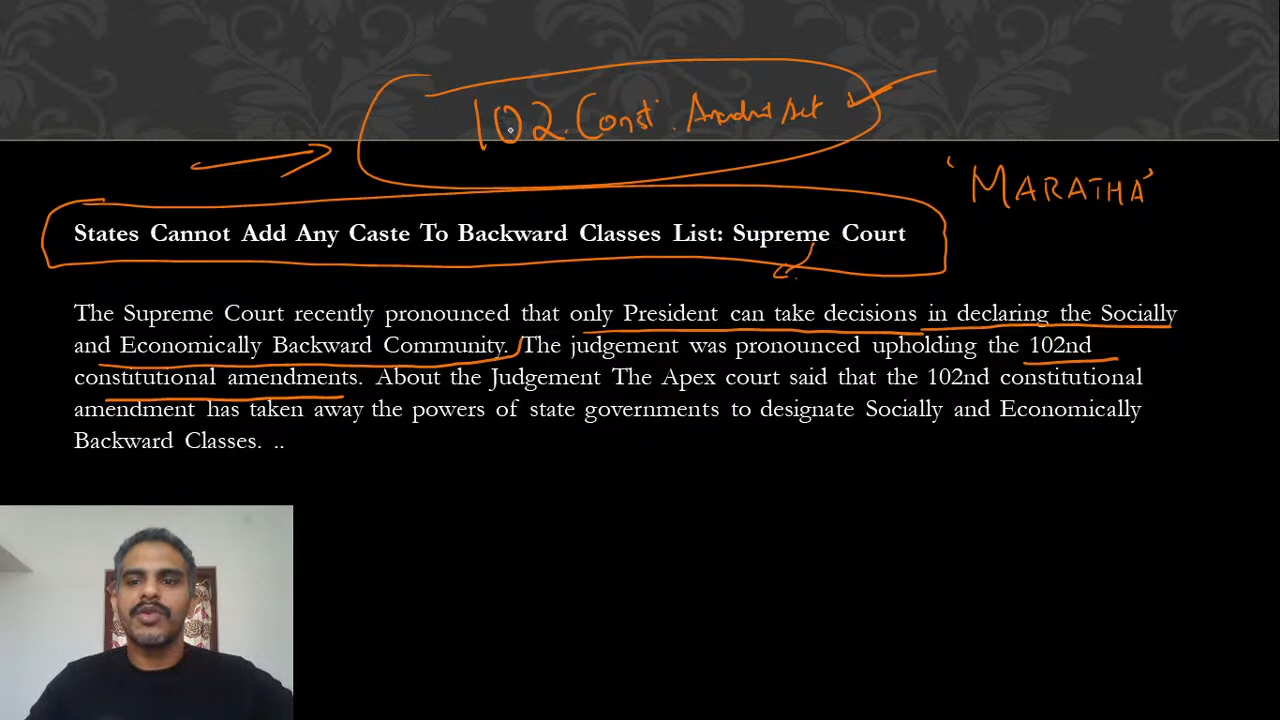 102. Const. Amendmt Act
'MARATHA'
States Cannot Add Any Caste To Backward Classes List: Supreme Court
The Supreme Court recently pronounced that only President can take decisions in declaring the Socially
and Economically Backward Community. The judgement was pronounced upholding the 102nd
constitutional amendments. About the Judgement The Apex court said that the 102nd constitutional
amendment has taken away the powers of state governments to designate Socially and Economically
Backward Classes. ..